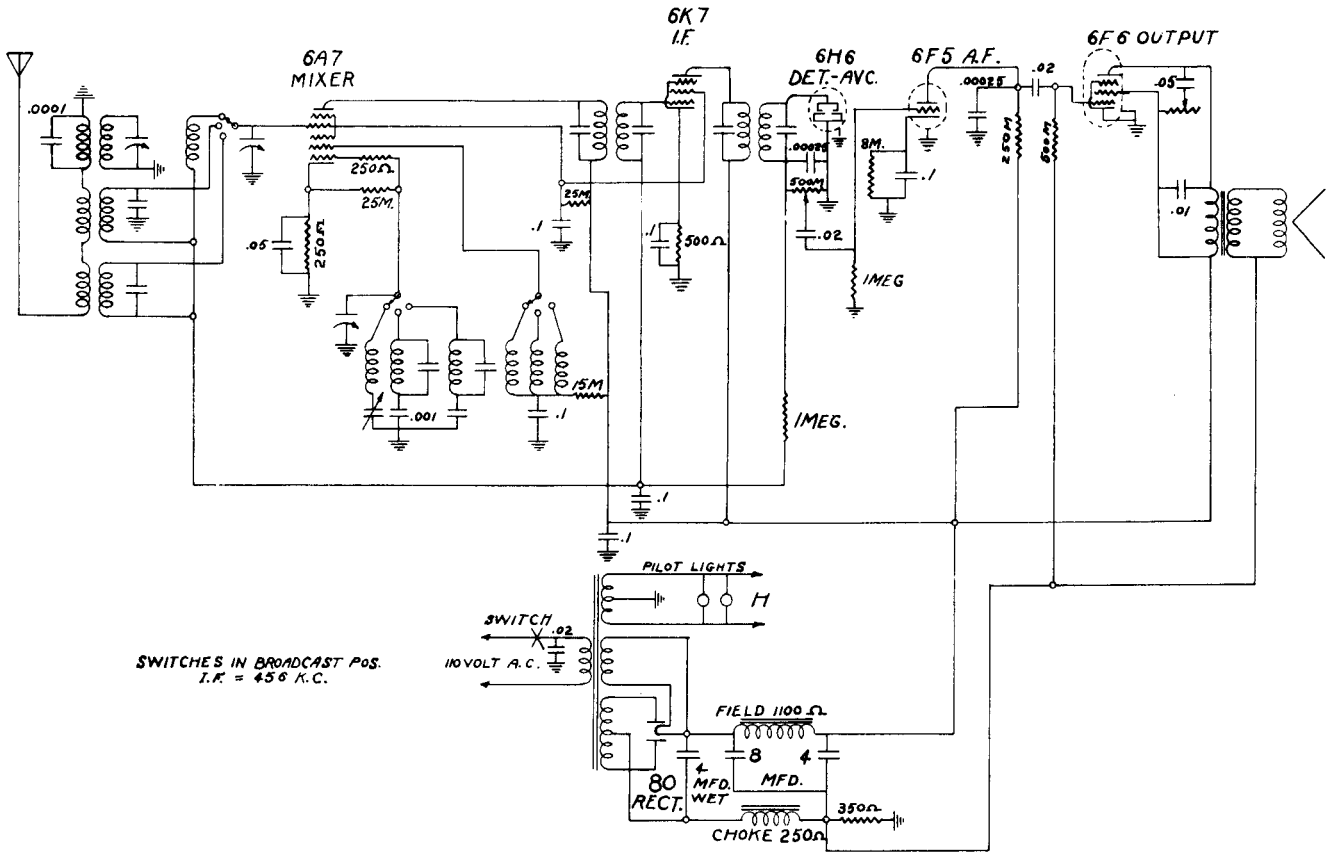 6K7
I.F.
6A7
MIXER
6H6
DET.-AVC.
6F5 A.F.
6F6 OUTPUT
.0001
.00025
.02
.05
250Ω
25M.
.05
250Ω
25M.
.1
.1
500Ω
.00025
500M
.02
8M.
.1
250M
500M
.01
1MEG
.001
15M
.1
1MEG.
.1
.1
PILOT LIGHTS
H
SWITCH
.02
110 VOLT A.C.
SWITCHES IN BROADCAST POS.
I.F. = 456 K.C.
FIELD 1100Ω
8
4
MFD.
4
MFD.
WET
80
RECT.
350Ω
CHOKE 250Ω